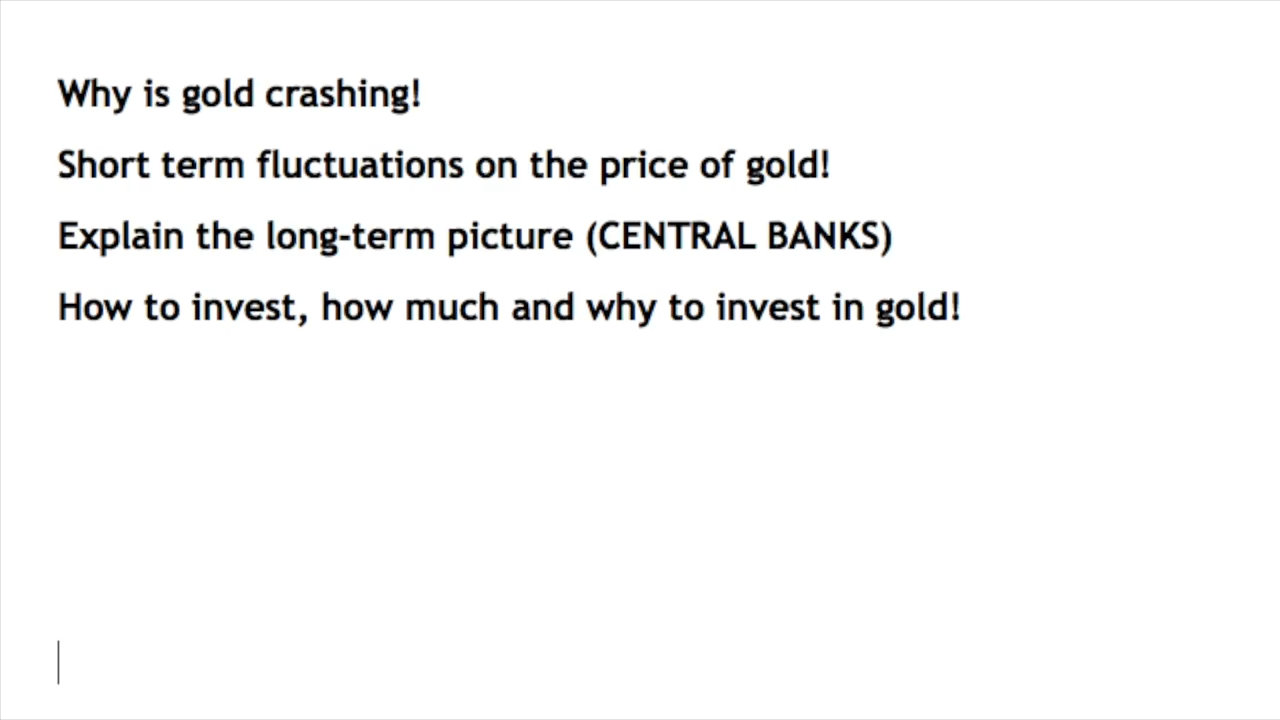 Why is gold crashing!
Short term fluctuations on the price of gold!
Explain the long-term picture (CENTRAL BANKS)
How to invest, how much and why to invest in gold!